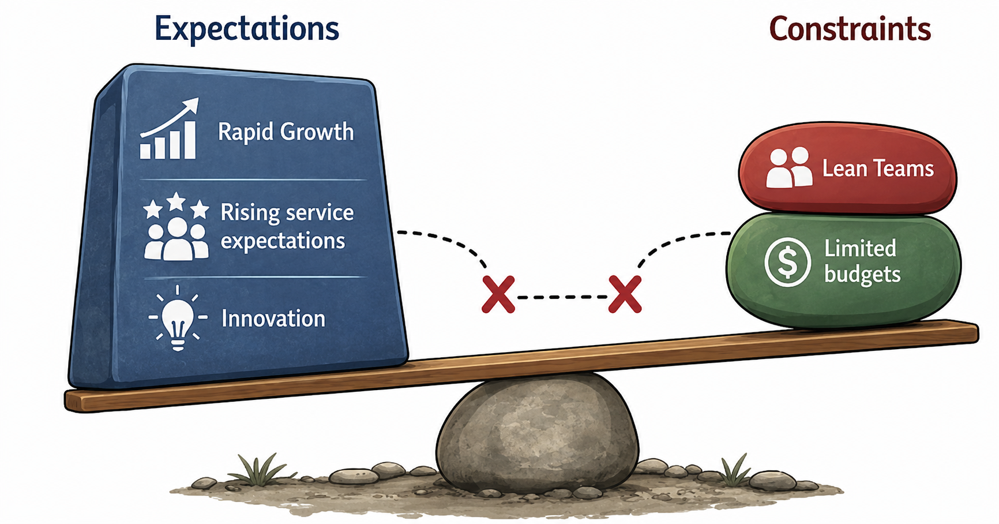 Expectations
Constraints
Rapid Growth
Rising service
expectations
Innovation
Lean Teams
Limited
budgets